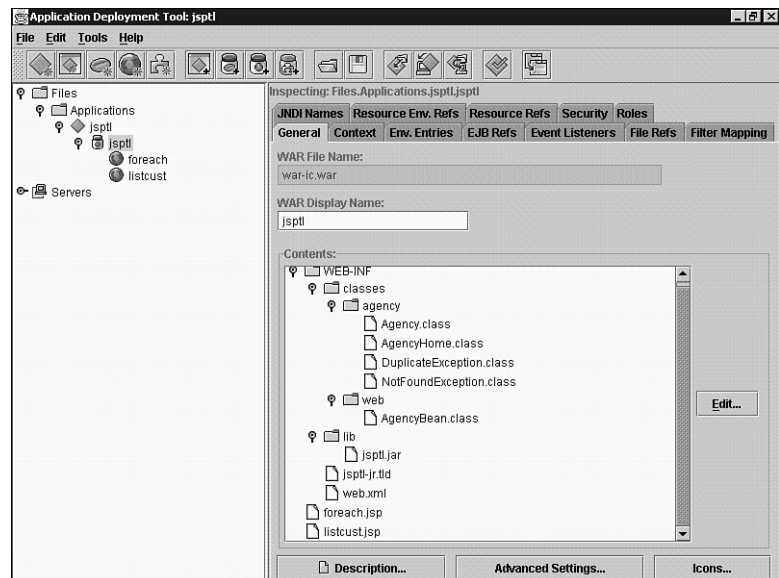 Application Deployment Tool: jsptl
File Edit Tools Help
Files
Applications
jsptl
jsptl
foreach
listcust
Servers
Inspecting: Files.Applications.jsptl.jsptl
JNDI Names Resource Env. Refs Resource Refs Security Roles
General Context Env. Entries EJB Refs Event Listeners File Refs Filter Mapping
WAR File Name:
war-ic.war
WAR Display Name:
jsptl
Contents:
WEB-INF
classes
agency
Agency.class
AgencyHome.class
DuplicateException.class
NotFoundException.class
web
AgencyBean.class
lib
jsptl.jar
jsptl-jr.tld
web.xml
foreach.jsp
listcust.jsp
Edit...
Description... Advanced Settings... Icons...